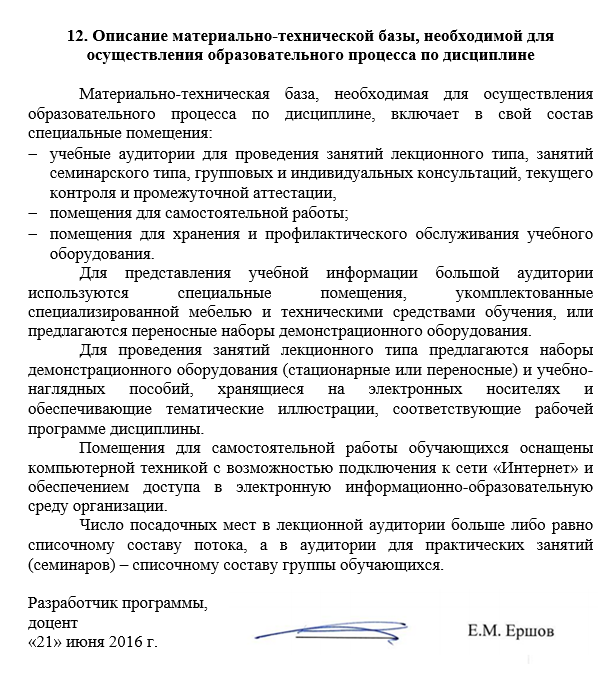 12. Описание материально-технической базы, необходимой для
осуществления образовательного процесса по дисциплине
Материально-техническая база, необходимая для осуществления
образовательного процесса по дисциплине, включает в свой состав
специальные помещения:
– учебные аудитории для проведения занятий лекционного типа, занятий
семинарского типа, групповых и индивидуальных консультаций, текущего
контроля и промежуточной аттестации,
– помещения для самостоятельной работы;
– помещения для хранения и профилактического обслуживания учебного
оборудования.
Для представления учебной информации большой аудитории
используются специальные помещения, укомплектованные
специализированной мебелью и техническими средствами обучения, или
предлагаются переносные наборы демонстрационного оборудования.
Для проведения занятий лекционного типа предлагаются наборы
демонстрационного оборудования (стационарные или переносные) и учебно-
наглядных пособий, хранящиеся на электронных носителях и
обеспечивающие тематические иллюстрации, соответствующие рабочей
программе дисциплины.
Помещения для самостоятельной работы обучающихся оснащены
компьютерной техникой с возможностью подключения к сети «Интернет» и
обеспечением доступа в электронную информационно-образовательную
среду организации.
Число посадочных мест в лекционной аудитории больше либо равно
списочному составу потока, а в аудитории для практических занятий
(семинаров) – списочному составу группы обучающихся.
Разработчик программы,
доцент
«21» июня 2016 г.
Е.М. Ершов